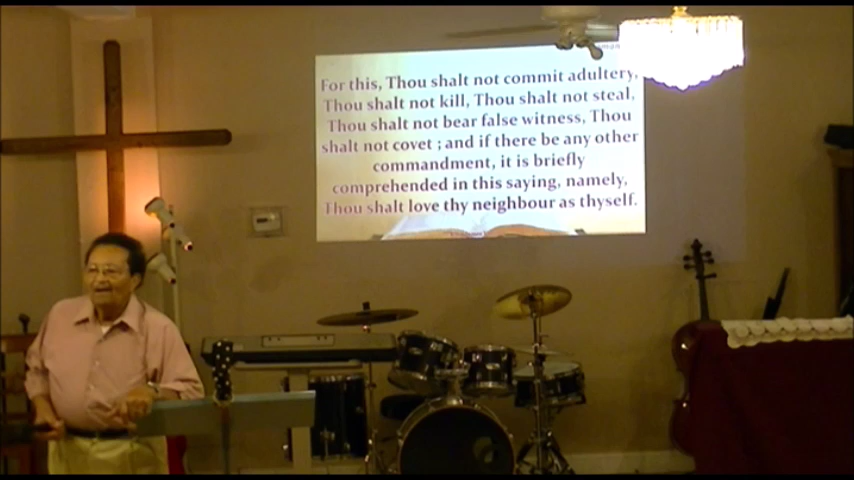 For this, Thou shalt not commit adultery,
Thou shalt not kill, Thou shalt not steal,
Thou shalt not bear false witness, Thou
shalt not covet ; and if there be any other
commandment, it is briefly
comprehended in this saying, namely,
Thou shalt love thy neighbour as thyself.